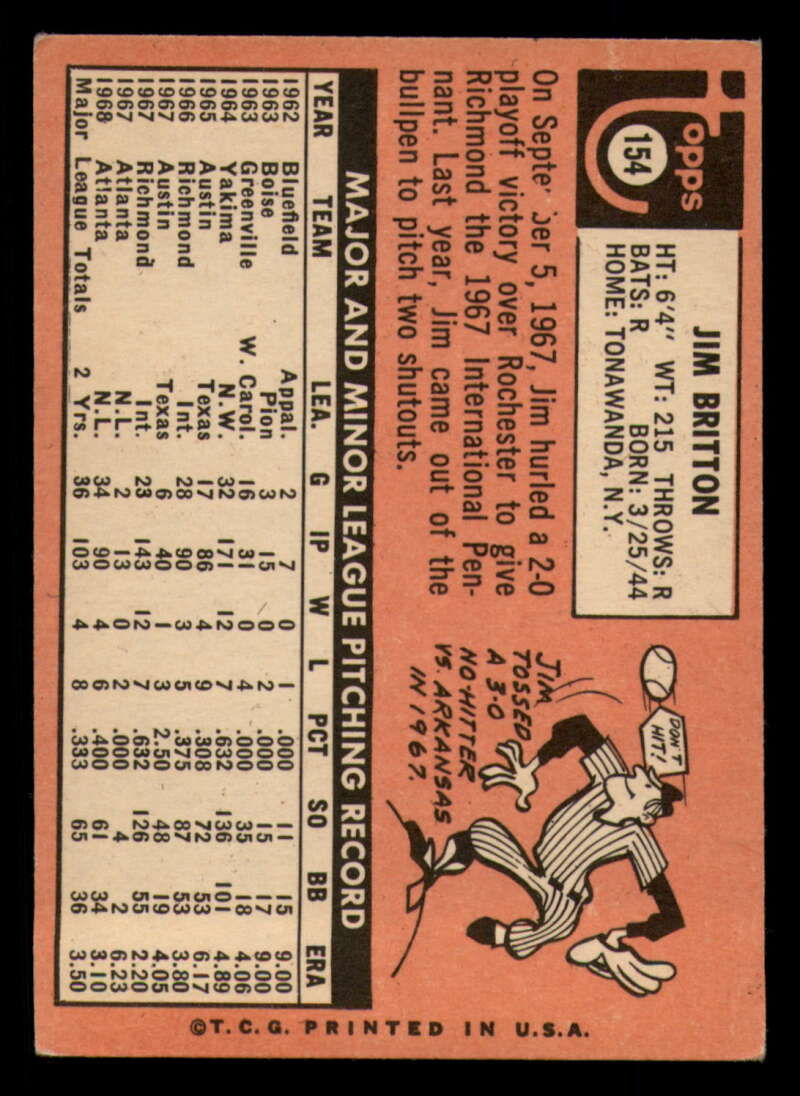 Topps
154
JIM BRITTON
HT: 6'4" WT: 215 THROWS: R
BATS: R BORN: 3/25/44
HOME: TONAWANDA, N.Y.
On Septe ber 5, 1967, Jim hurled a 2-0
playoff victory over Rochester to give
Richmond the 1967 International Pen-
nant. Last year, Jim came out of the
bullpen to pitch two shutouts.
DON'T
HIT!
JIM
TOSSED
A 3-0
NO-HITTER
VS. ARKANSAS
IN 1967.
MAJOR AND MINOR LEAGUE PITCHING RECORD
YEAR TEAM LEA. G IP W L PCT SO BB ERA
1962 Bluefield Appal. 2 7 0 1 .000 11 15 9.00
1963 Boise Pion 3 15 0 2 .000 15 17 9.00
1963 Greenville W. Carol. 16 31 0 4 .000 35 18 4.06
1964 Yakima N.W. 32 171 12 7 .632 136 101 4.89
1965 Austin Texas 17 86 4 9 .308 72 53 6.17
1966 Richmond Int. 28 90 3 5 .375 87 53 3.80
1967 Austin Texas 6 40 1 3 2.50 48 19 4.05
1967 Richmond Int. 23 143 12 7 .632 126 55 2.20
1967 Atlanta N.L. 2 13 0 2 .000 4 2 6.23
1968 Atlanta N.L. 34 90 4 6 .400 61 34 3.10
Major League Totals 2 Yrs. 36 103 4 8 .333 65 36 3.50
©T.C.G. PRINTED IN U.S.A.